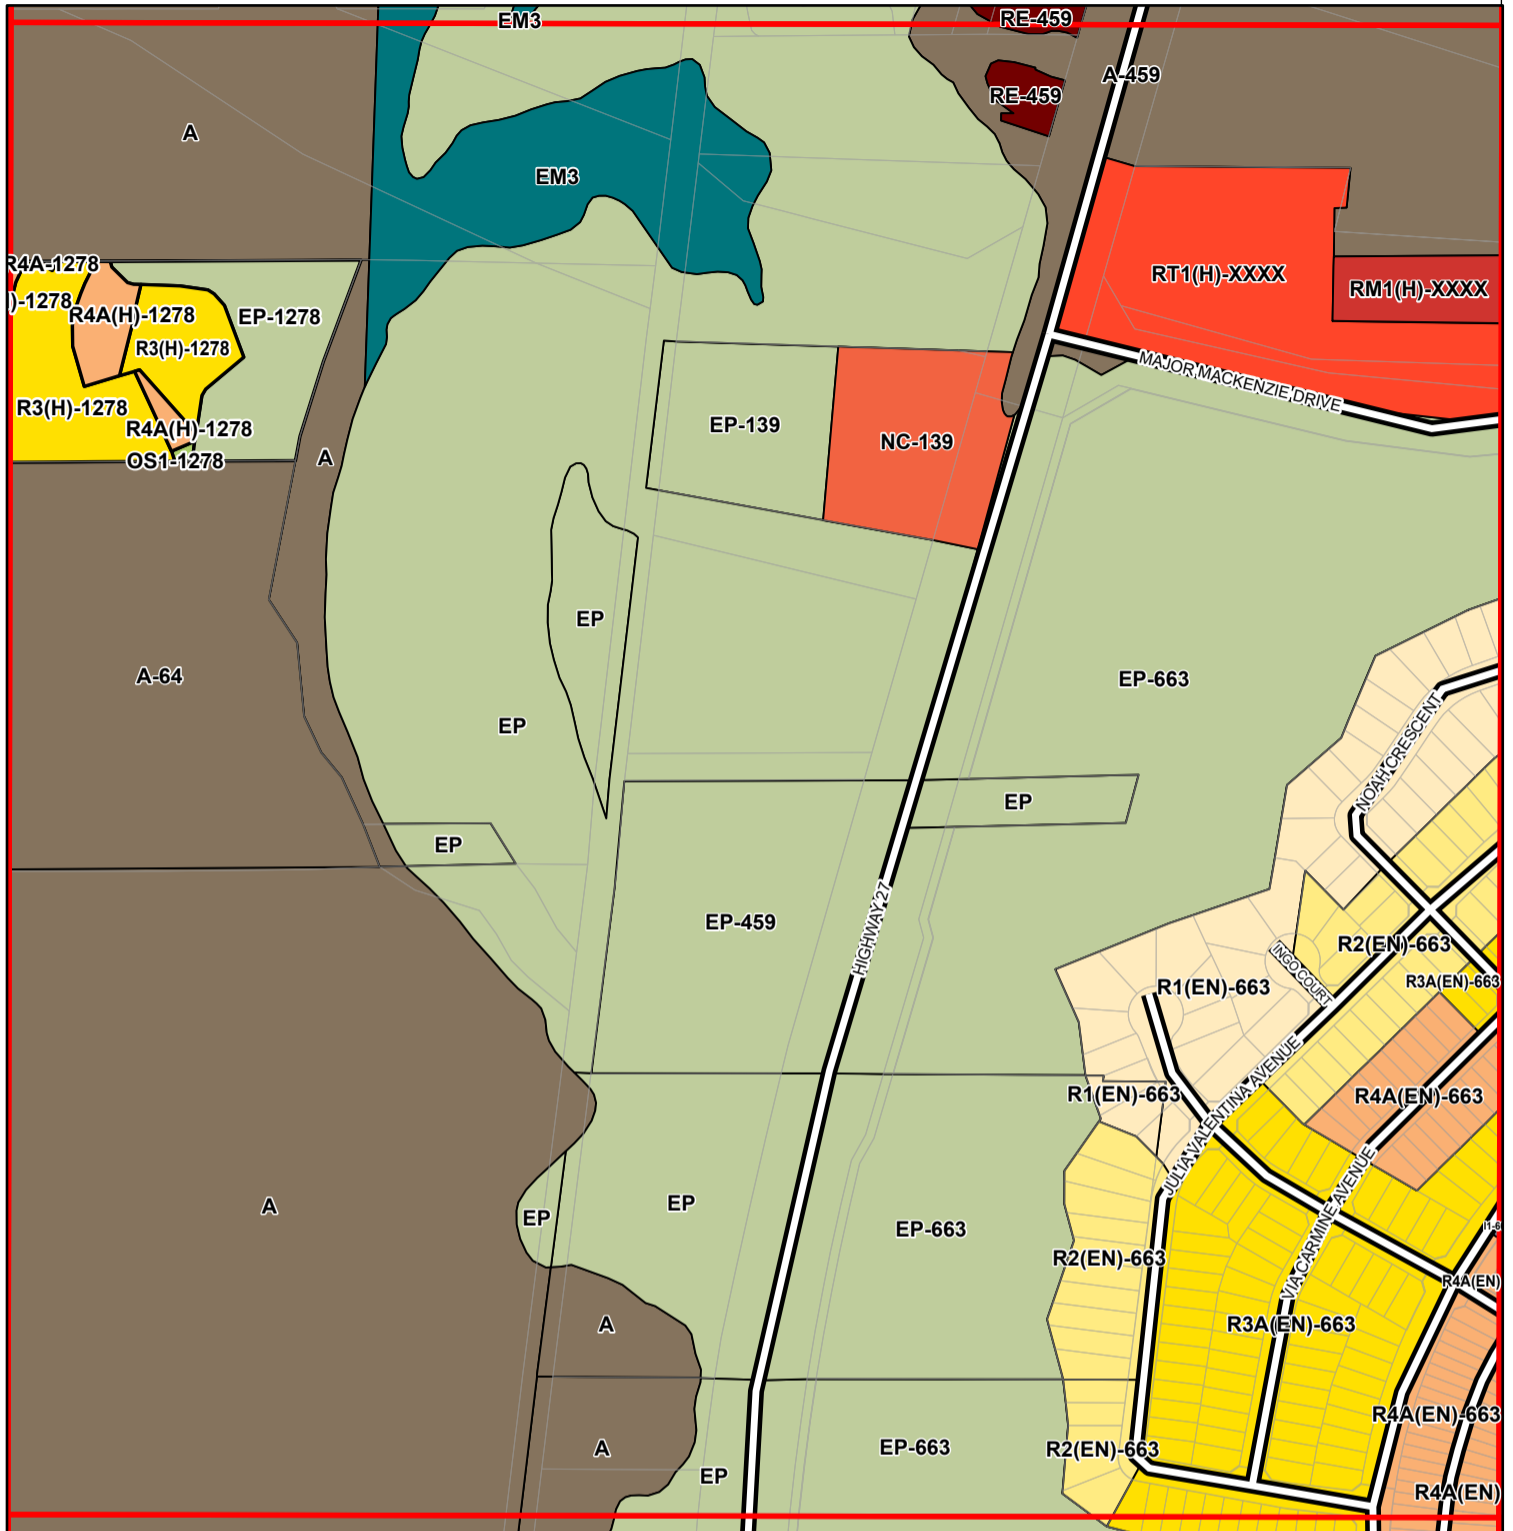 EM3
RE-459
A-459
RE-459
A
EM3
R4A-1278
)-1278
R4A(H)-1278
EP-1278
R3(H)-1278
R3(H)-1278
R4A(H)-1278
OS1-1278
A
RT1(H)-XXXX
RM1(H)-XXXX
MAJOR MACKENZIE DRIVE
EP-139
NC-139
EP
A-64
EP-663
EP
NOAH CRESCENT
EP
EP
EP-459
HIGHWAY 27
R2(EN)-663
INGO COURT
R3A(EN)-663
R1(EN)-663
JULIA VALENTINA AVENUE
R1(EN)-663
R4A(EN)-663
VIA CARMINE AVENUE
A
EP
EP
EP-663
I1-6
R2(EN)-663
R4A(EN)
A
R3A(EN)-663
R4A(EN)-663
A
EP-663
R2(EN)-663
EP
R4A(EN)